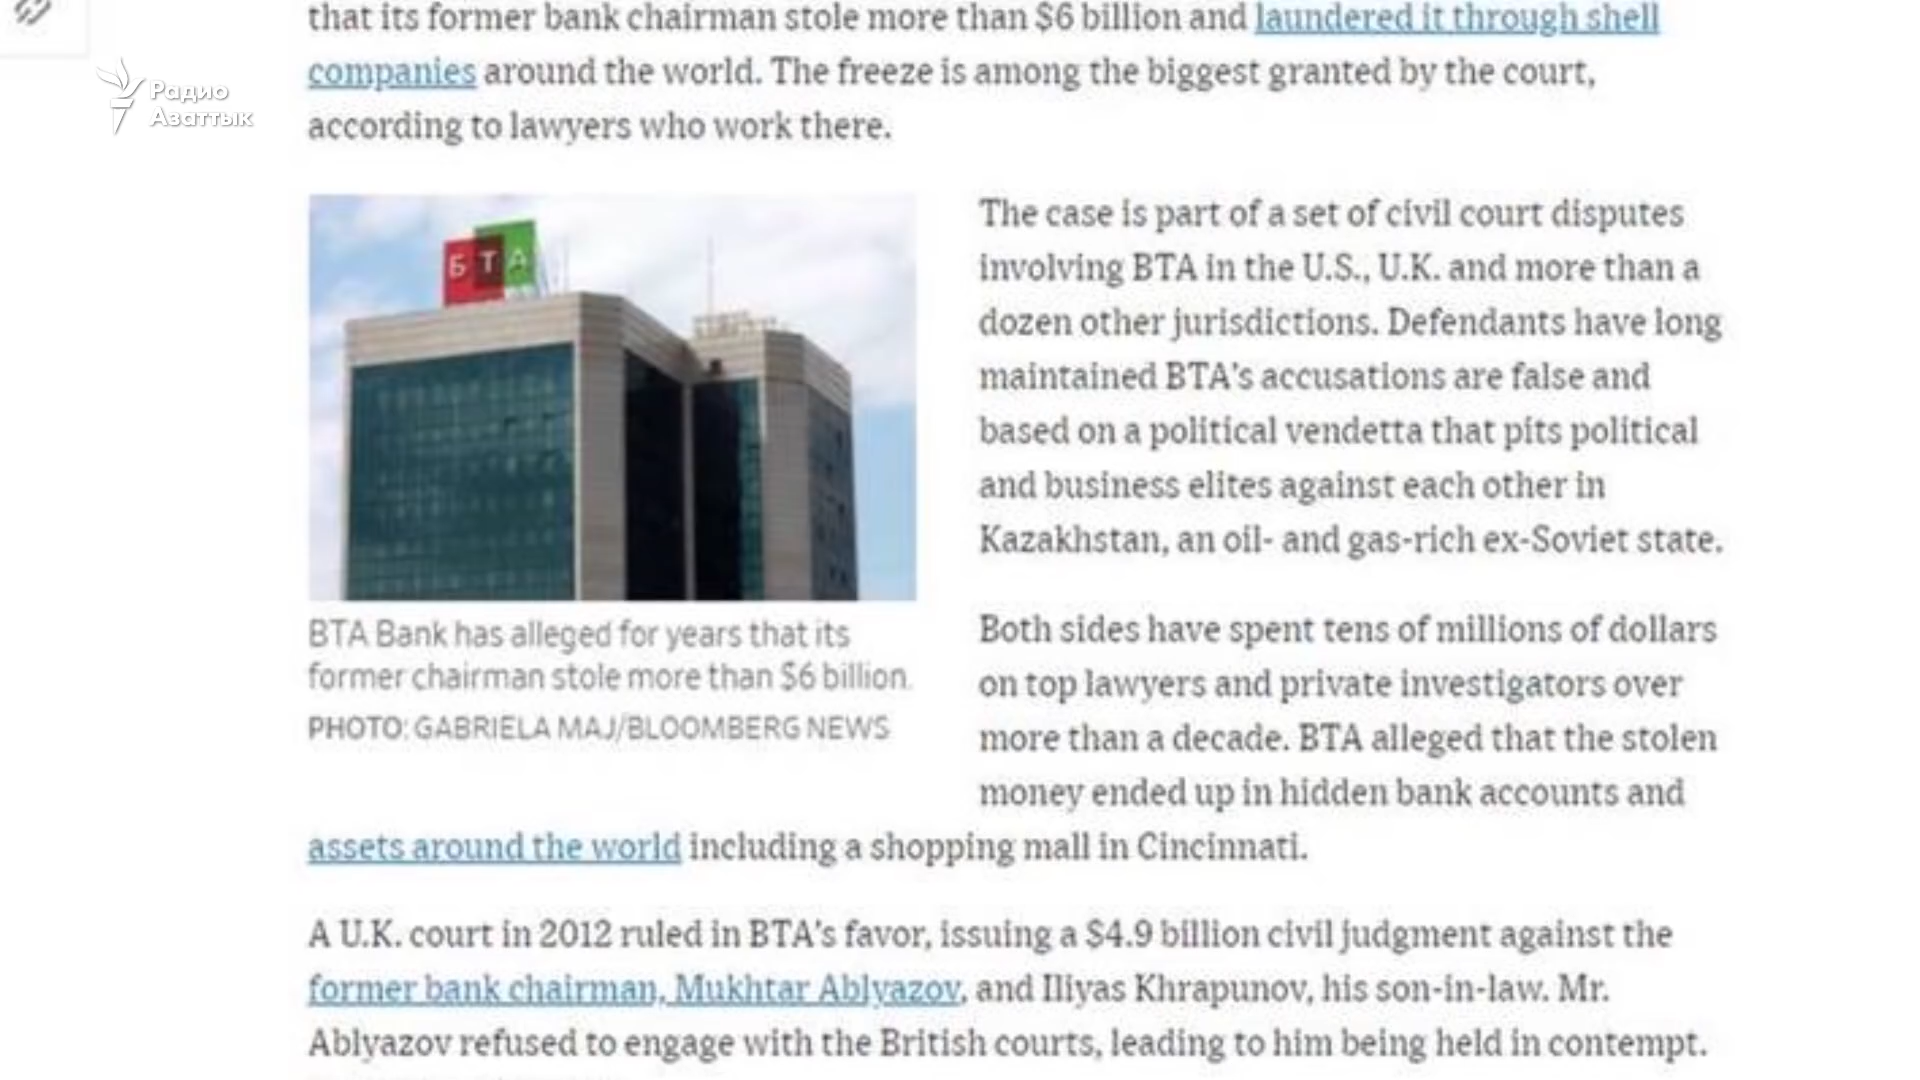 that its former bank chairman stole more than $6 billion and laundered it through shell
companies around the world. The freeze is among the biggest granted by the court,
according to lawyers who work there.
Радио
Азаттык
БТА
BTA Bank has alleged for years that its
former chairman stole more than $6 billion.
PHOTO: GABRIELA MAJ/BLOOMBERG NEWS
The case is part of a set of civil court disputes
involving BTA in the U.S., U.K. and more than a
dozen other jurisdictions. Defendants have long
maintained BTA's accusations are false and
based on a political vendetta that pits political
and business elites against each other in
Kazakhstan, an oil- and gas-rich ex-Soviet state.
Both sides have spent tens of millions of dollars
on top lawyers and private investigators over
more than a decade. BTA alleged that the stolen
money ended up in hidden bank accounts and
assets around the world including a shopping mall in Cincinnati.
A U.K. court in 2012 ruled in BTA's favor, issuing a $4.9 billion civil judgment against the
former bank chairman, Mukhtar Ablyazov, and Iliyas Khrapunov, his son-in-law. Mr.
Ablyazov refused to engage with the British courts, leading to him being held in contempt.